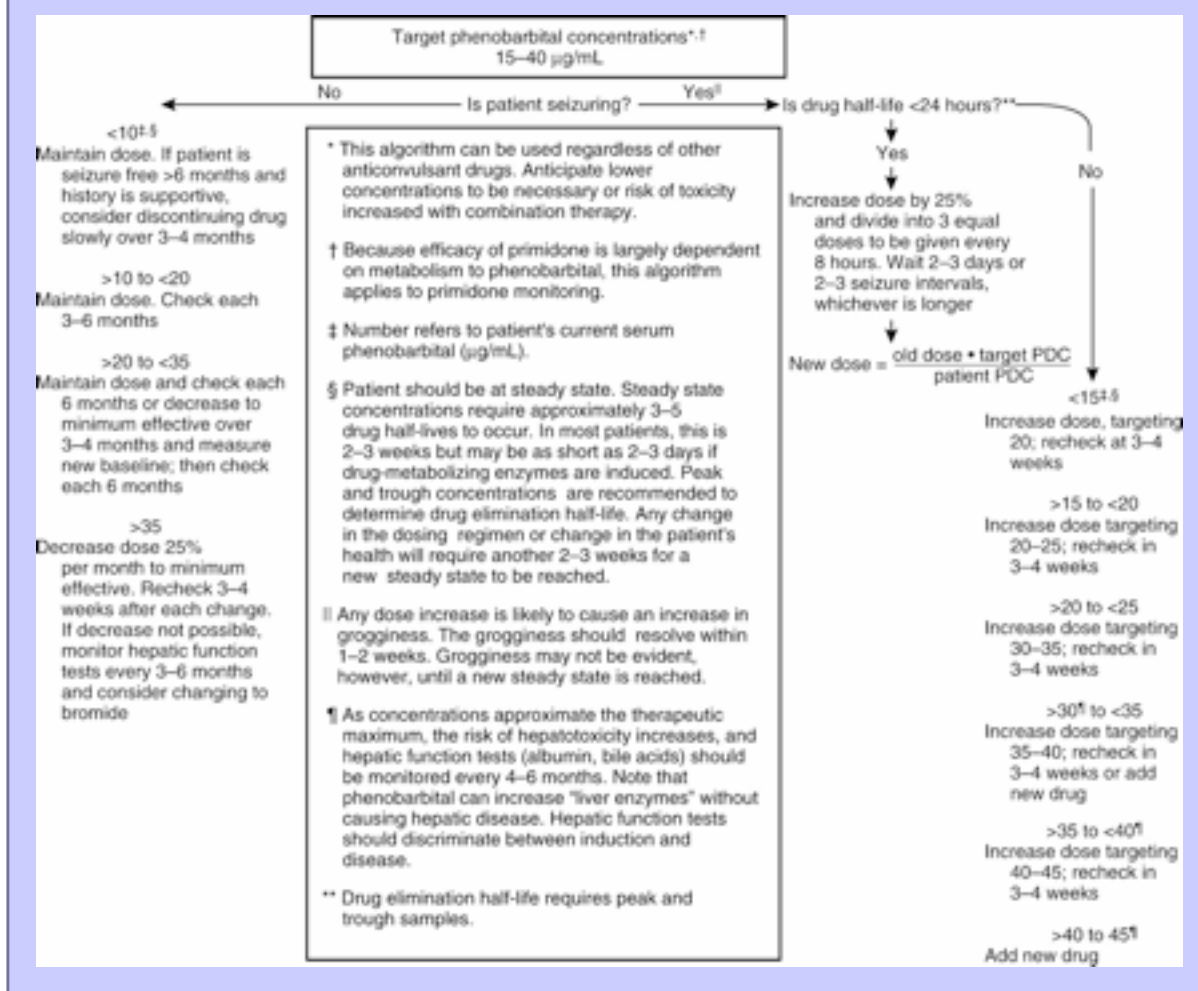 Target phenobarbital concentrations*,†
15–40 µg/mL
No
Is patient seizuring?
Yes||
Is drug half-life <24 hours?**
<10‡,§
Maintain dose. If patient is
seizure free >6 months and
history is supportive,
consider discontinuing drug
slowly over 3–4 months
>10 to <20
Maintain dose. Check each
3–6 months
>20 to <35
Maintain dose and check each
6 months or decrease to
minimum effective over
3–4 months and measure
new baseline; then check
each 6 months
>35
Decrease dose 25%
per month to minimum
effective. Recheck 3–4
weeks after each change.
If decrease not possible,
monitor hepatic function
tests every 3–6 months
and consider changing to
bromide
* This algorithm can be used regardless of other
anticonvulsant drugs. Anticipate lower
concentrations to be necessary or risk of toxicity
increased with combination therapy.
† Because efficacy of primidone is largely dependent
on metabolism to phenobarbital, this algorithm
applies to primidone monitoring.
‡ Number refers to patient's current serum
phenobarbital (µg/mL).
§ Patient should be at steady state. Steady state
concentrations require approximately 3–5
drug half-lives to occur. In most patients, this is
2–3 weeks but may be as short as 2–3 days if
drug-metabolizing enzymes are induced. Peak
and trough concentrations are recommended to
determine drug elimination half-life. Any change
in the dosing regimen or change in the patient's
health will require another 2–3 weeks for a
new steady state to be reached.
|| Any dose increase is likely to cause an increase in
grogginess. The grogginess should resolve within
1–2 weeks. Grogginess may not be evident,
however, until a new steady state is reached.
¶ As concentrations approximate the therapeutic
maximum, the risk of hepatotoxicity increases, and
hepatic function tests (albumin, bile acids) should
be monitored every 4–6 months. Note that
phenobarbital can increase "liver enzymes" without
causing hepatic disease. Hepatic function tests
should discriminate between induction and
disease.
** Drug elimination half-life requires peak and
trough samples.
Yes
Increase dose by 25%
and divide into 3 equal
doses to be given every
8 hours. Wait 2–3 days or
2–3 seizure intervals,
whichever is longer
New dose = old dose • target PDC
patient PDC
No
<15‡,§
Increase dose, targeting
20; recheck at 3–4
weeks
>15 to <20
Increase dose targeting
20–25; recheck in
3–4 weeks
>20 to <25
Increase dose targeting
30–35; recheck in
3–4 weeks
>30¶ to <35
Increase dose targeting
35–40; recheck in
3–4 weeks or add
new drug
>35 to <40¶
Increase dose targeting
40–45; recheck in
3–4 weeks
>40 to 45¶
Add new drug